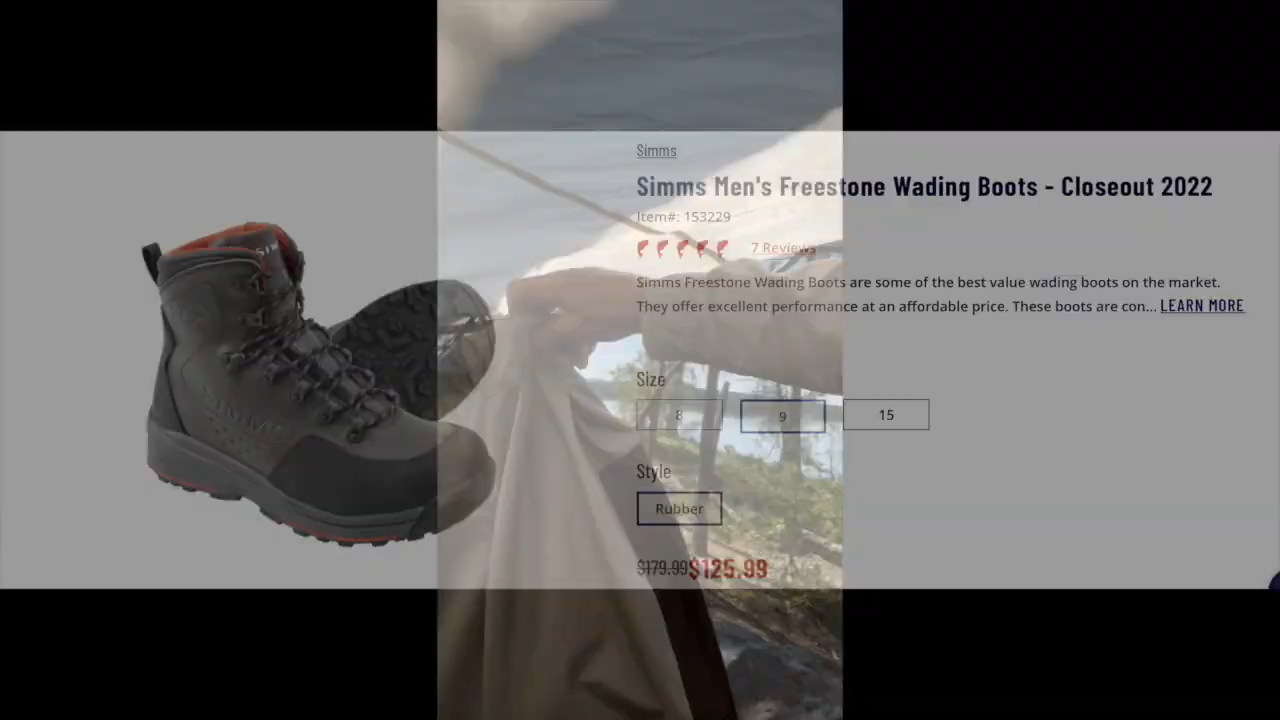 Simms
Simms Men's Freestone Wading Boots - Closeout 2022
Item#: 153229
7 Reviews
Simms Freestone Wading Boots are some of the best value wading boots on the market.
They offer excellent performance at an affordable price. These boots are con... LEARN MORE
Size
8 9 15
Style
Rubber
$179.99 $125.99